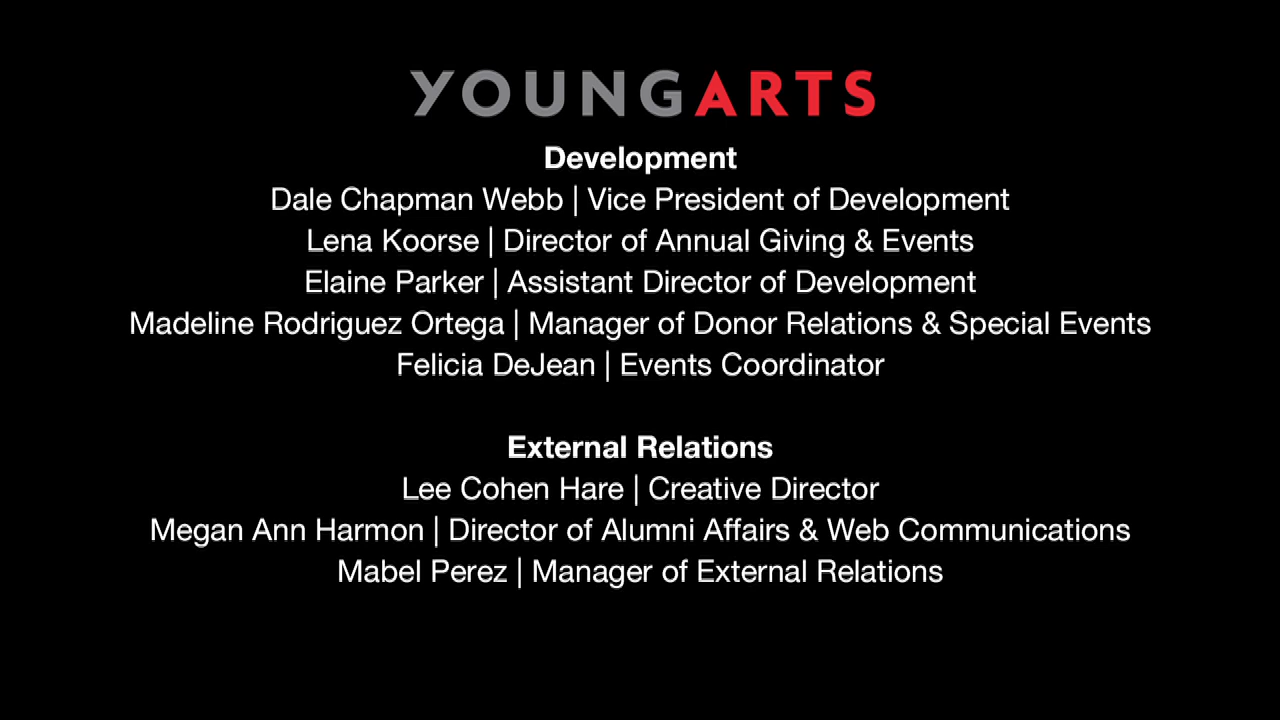 YOUNGARTS
Development
Dale Chapman Webb | Vice President of Development
Lena Koorse | Director of Annual Giving & Events
Elaine Parker | Assistant Director of Development
Madeline Rodriguez Ortega | Manager of Donor Relations & Special Events
Felicia DeJean | Events Coordinator
External Relations
Lee Cohen Hare | Creative Director
Megan Ann Harmon | Director of Alumni Affairs & Web Communications
Mabel Perez | Manager of External Relations